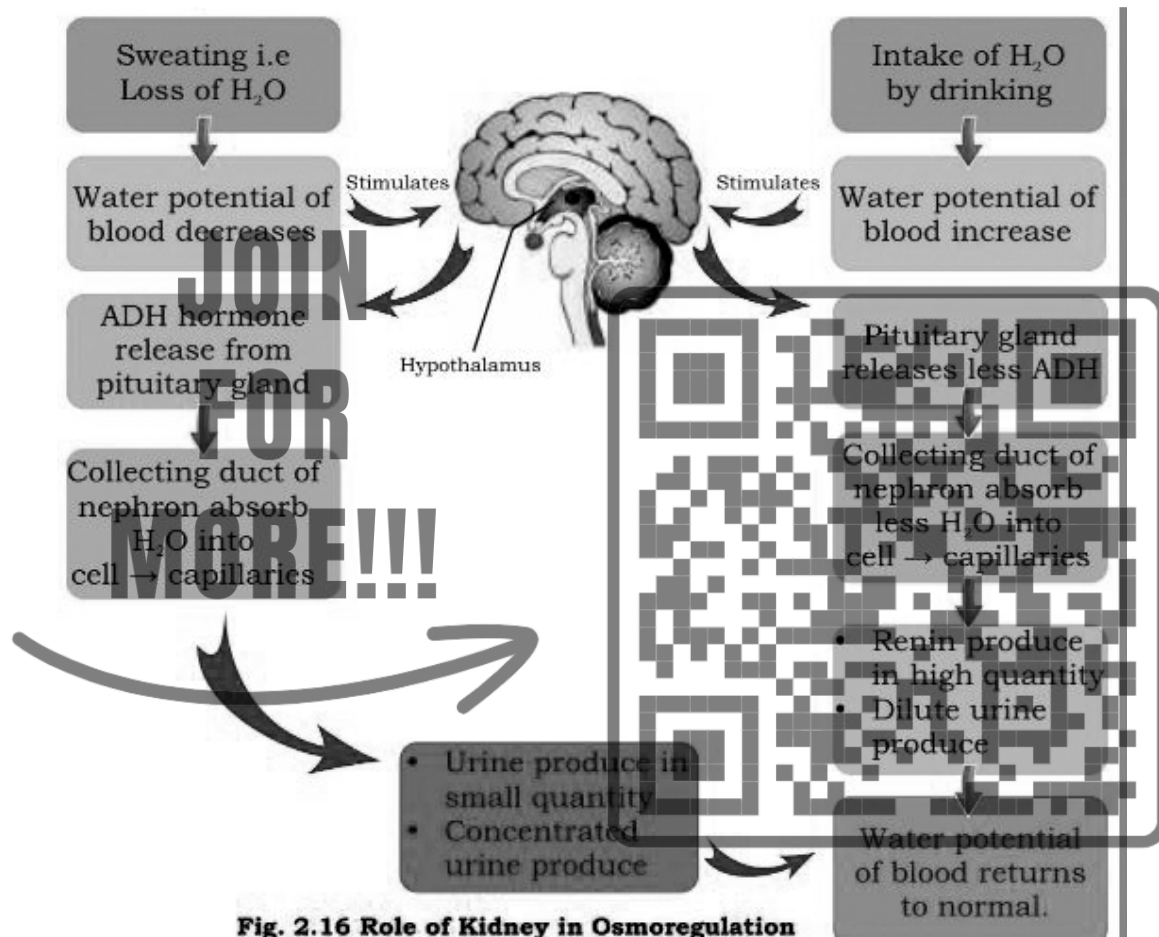 Sweating i.e
Loss of H₂O
Water potential of
blood decreases
Stimulates
ADH hormone
release from
pituitary gland
Collecting duct of
nephron absorb
H₂O into
cell → capillaries
Hypothalamus
Stimulates
Intake of H₂O
by drinking
Water potential of
blood increase
Pituitary gland
releases less ADH
Collecting duct of
nephron absorb
less H₂O into
cell → capillaries
• Renin produce
in high quantity
• Dilute urine
produce
• Urine produce in
small quantity
• Concentrated
urine produce
Water potential
of blood returns
to normal.
Fig. 2.16 Role of Kidney in Osmoregulation
JOIN
FOR
MORE!!!